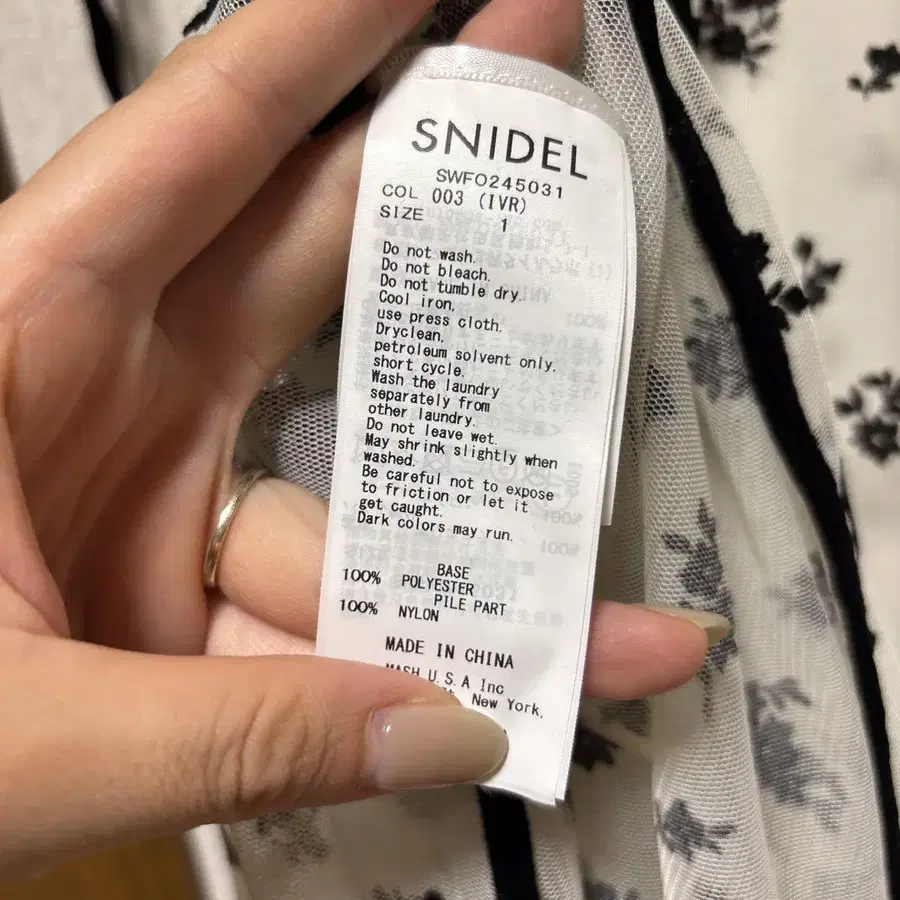 SNIDEL
SWFO245031
COL 003 (IVR)
SIZE 1
Do not wash.
Do not bleach.
Do not tumble dry.
Cool iron,
use press cloth.
Dryclean,
petroleum solvent only.
short cycle.
Wash the laundry
separately from
other laundry.
Do not leave wet.
May shrink slightly when
washed.
Be careful not to expose
to friction or let it
get caught.
Dark colors may run.
BASE
100% POLYESTER
PILE PART
100% NYLON
MADE IN CHINA
MASH U.S.A Inc
New York,